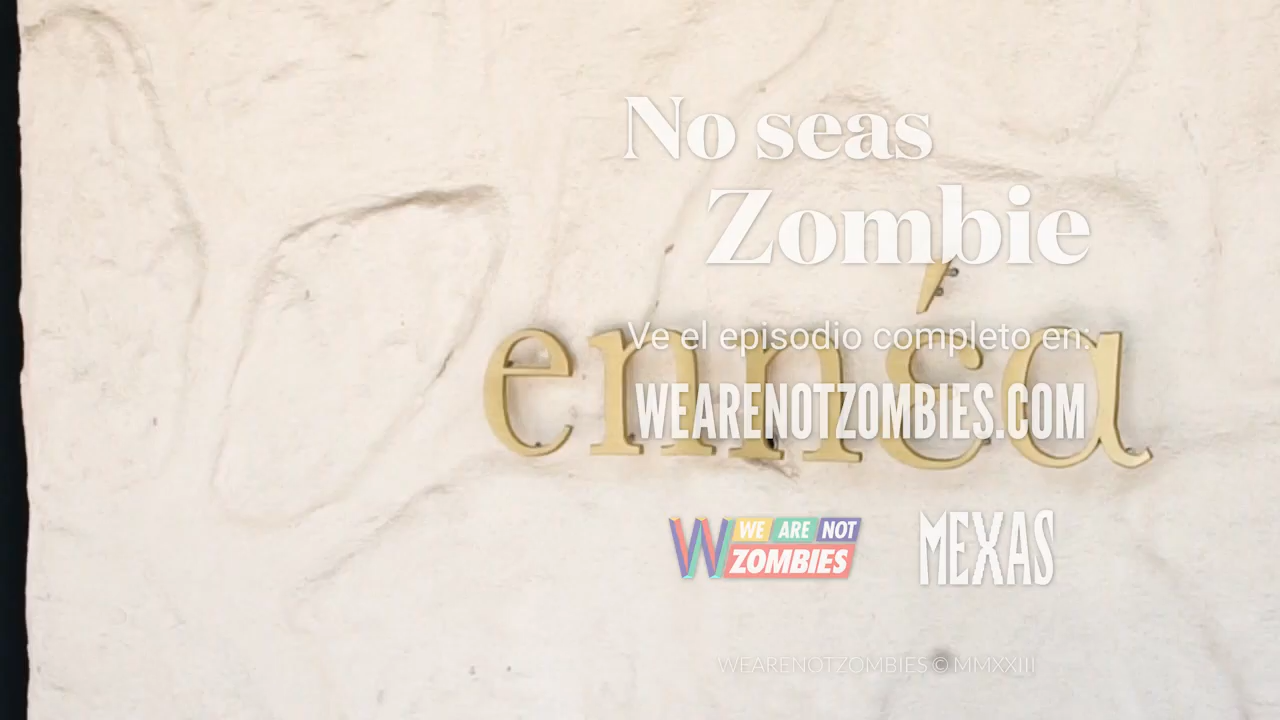 No seas
Zombie
ennéa
Ve el episodio completo en:
WEARENOTZOMBIES.COM
W WE ARE NOT
ZOMBIES
MEXAS
WEARENOTZOMBIES © MMXXIII